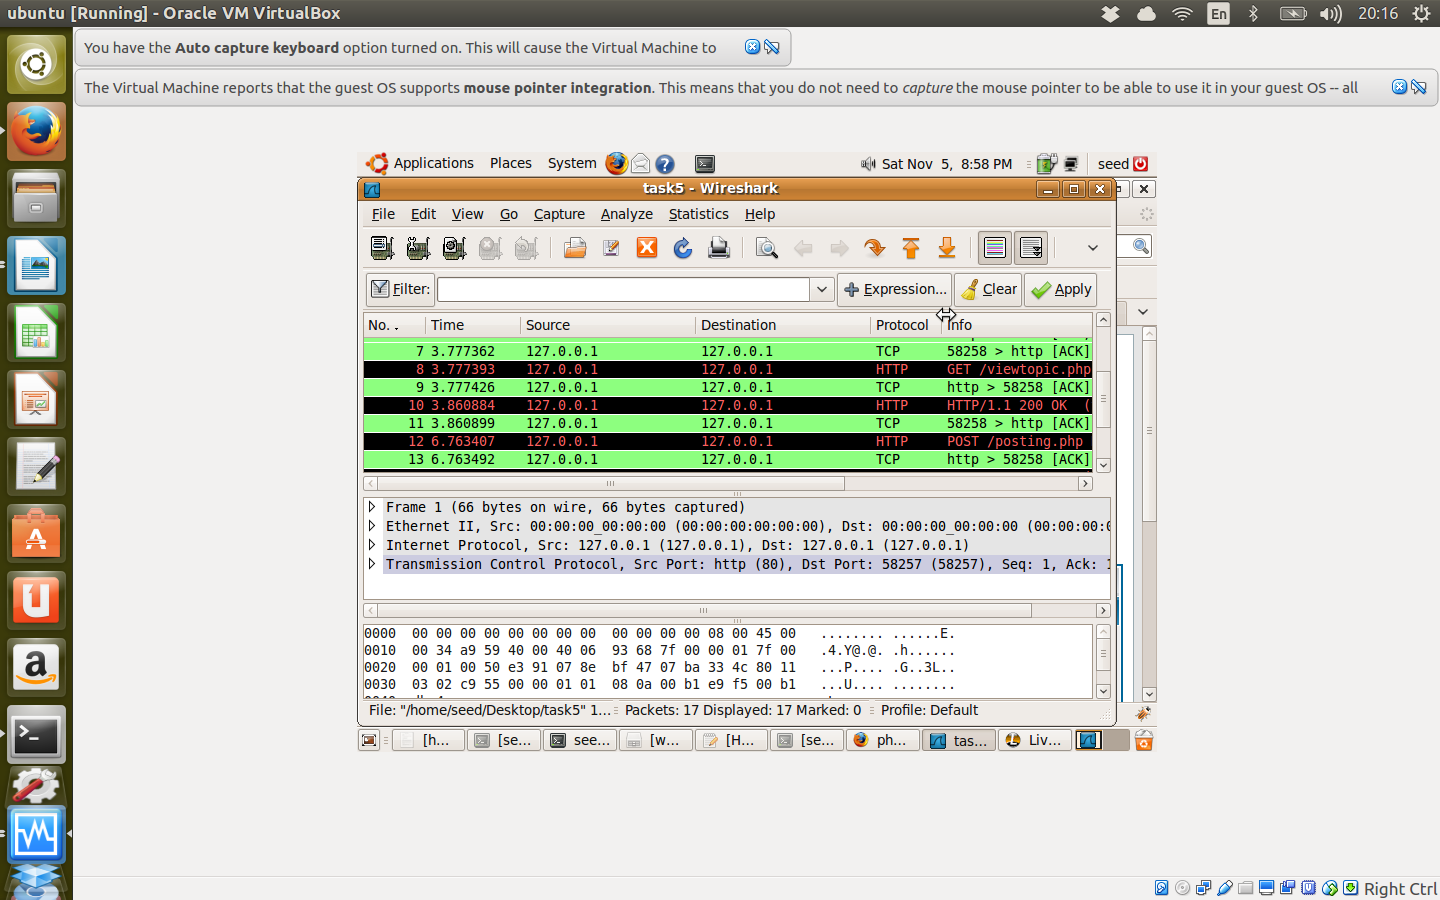 ubuntu [Running] - Oracle VM VirtualBox
En
20:16
You have the Auto capture keyboard option turned on. This will cause the Virtual Machine to
The Virtual Machine reports that the guest OS supports mouse pointer integration. This means that you do not need to capture the mouse pointer to be able to use it in your guest OS -- all
Applications Places System
Sat Nov 5, 8:58 PM
seed
task5 - Wireshark
File Edit View Go Capture Analyze Statistics Help
Filter: Expression... Clear Apply
No. Time Source Destination Protocol Info
7 3.777362 127.0.0.1 127.0.0.1 TCP 58258 > http [ACK]
8 3.777393 127.0.0.1 127.0.0.1 HTTP GET /viewtopic.php
9 3.777426 127.0.0.1 127.0.0.1 TCP http > 58258 [ACK]
10 3.860884 127.0.0.1 127.0.0.1 HTTP HTTP/1.1 200 OK (
11 3.860899 127.0.0.1 127.0.0.1 TCP 58258 > http [ACK]
12 6.763407 127.0.0.1 127.0.0.1 HTTP POST /posting.php
13 6.763492 127.0.0.1 127.0.0.1 TCP http > 58258 [ACK]
Frame 1 (66 bytes on wire, 66 bytes captured)
Ethernet II, Src: 00:00:00_00:00:00 (00:00:00:00:00:00), Dst: 00:00:00_00:00:00 (00:00:0
Internet Protocol, Src: 127.0.0.1 (127.0.0.1), Dst: 127.0.0.1 (127.0.0.1)
Transmission Control Protocol, Src Port: http (80), Dst Port: 58257 (58257), Seq: 1, Ack: 1
0000 00 00 00 00 00 00 00 00 00 00 00 00 08 00 45 00 ........ ......E.
0010 00 34 a9 59 40 00 40 06 93 68 7f 00 00 01 7f 00 .4.Y@.@. .h......
0020 00 01 00 50 e3 91 07 8e bf 47 07 ba 33 4c 80 11 ...P.... .G..3L..
0030 03 02 c9 55 00 00 01 01 08 0a 00 b1 e9 f5 00 b1 ...U.... ........
File: "/home/seed/Desktop/task5" 1... Packets: 17 Displayed: 17 Marked: 0 Profile: Default
[h... [se... see... [w... [H... [se... ph... tas... Liv...
Right Ctrl